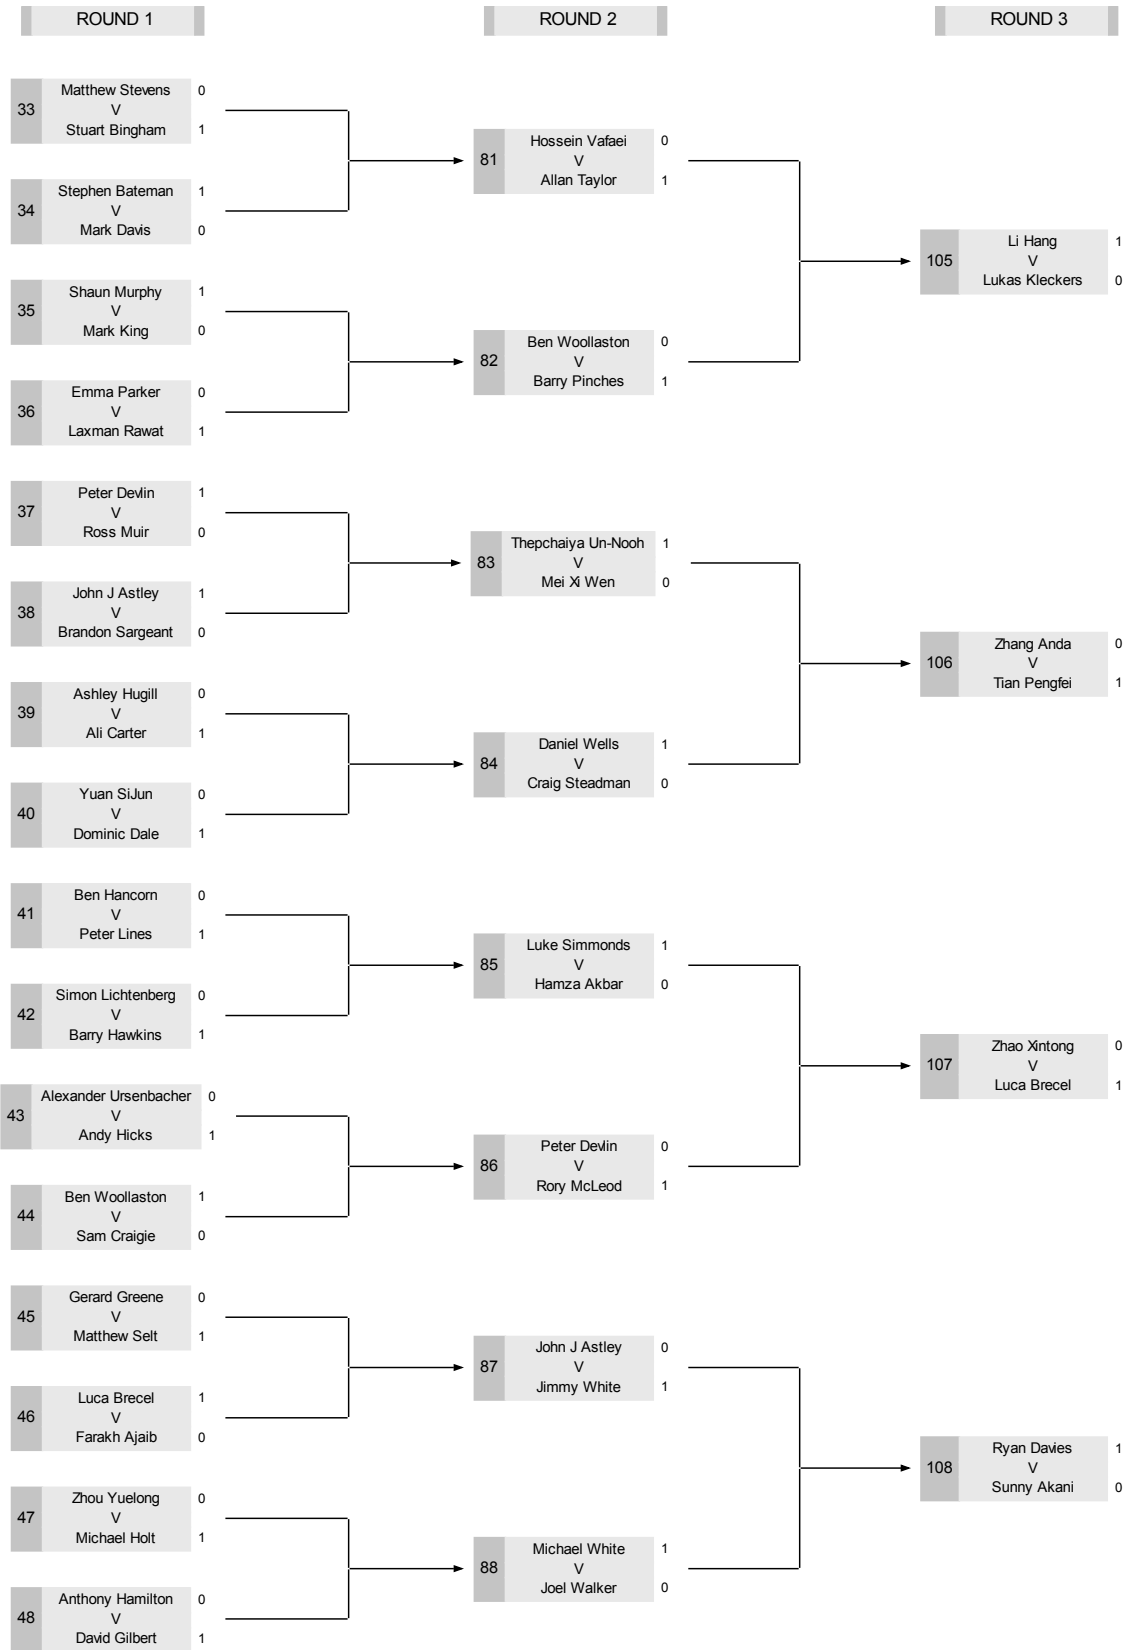 ROUND 1
ROUND 2
ROUND 3
33
Matthew Stevens 0
V
Stuart Bingham 1
34
Stephen Bateman 1
V
Mark Davis 0
35
Shaun Murphy 1
V
Mark King 0
36
Emma Parker 0
V
Laxman Rawat 1
37
Peter Devlin 1
V
Ross Muir 0
38
John J Astley 1
V
Brandon Sargeant 0
39
Ashley Hugill 0
V
Ali Carter 1
40
Yuan SiJun 0
V
Dominic Dale 1
41
Ben Hancorn 0
V
Peter Lines 1
42
Simon Lichtenberg 0
V
Barry Hawkins 1
43
Alexander Ursenbacher 0
V
Andy Hicks 1
44
Ben Woollaston 1
V
Sam Craigie 0
45
Gerard Greene 0
V
Matthew Selt 1
46
Luca Brecel 1
V
Farakh Ajaib 0
47
Zhou Yuelong 0
V
Michael Holt 1
48
Anthony Hamilton 0
V
David Gilbert 1
81
Hossein Vafaei 0
V
Allan Taylor 1
82
Ben Woollaston 0
V
Barry Pinches 1
83
Thepchaiya Un-Nooh 1
V
Mei Xi Wen 0
84
Daniel Wells 1
V
Craig Steadman 0
85
Luke Simmonds 1
V
Hamza Akbar 0
86
Peter Devlin 0
V
Rory McLeod 1
87
John J Astley 0
V
Jimmy White 1
88
Michael White 1
V
Joel Walker 0
105
Li Hang 1
V
Lukas Kleckers 0
106
Zhang Anda 0
V
Tian Pengfei 1
107
Zhao Xintong 0
V
Luca Brecel 1
108
Ryan Davies 1
V
Sunny Akani 0